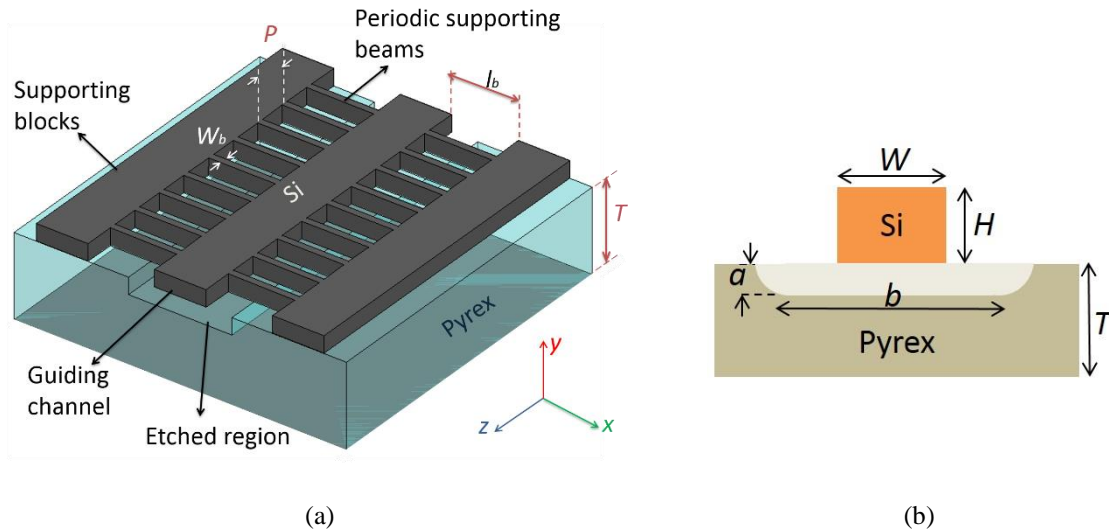 P
Periodic supporting
beams
Supporting
blocks
lb
Wb
Si
T
Pyrex
Guiding
channel
Etched region
y
z
x
(a)
W
Si
H
a
b
Pyrex
T
(b)